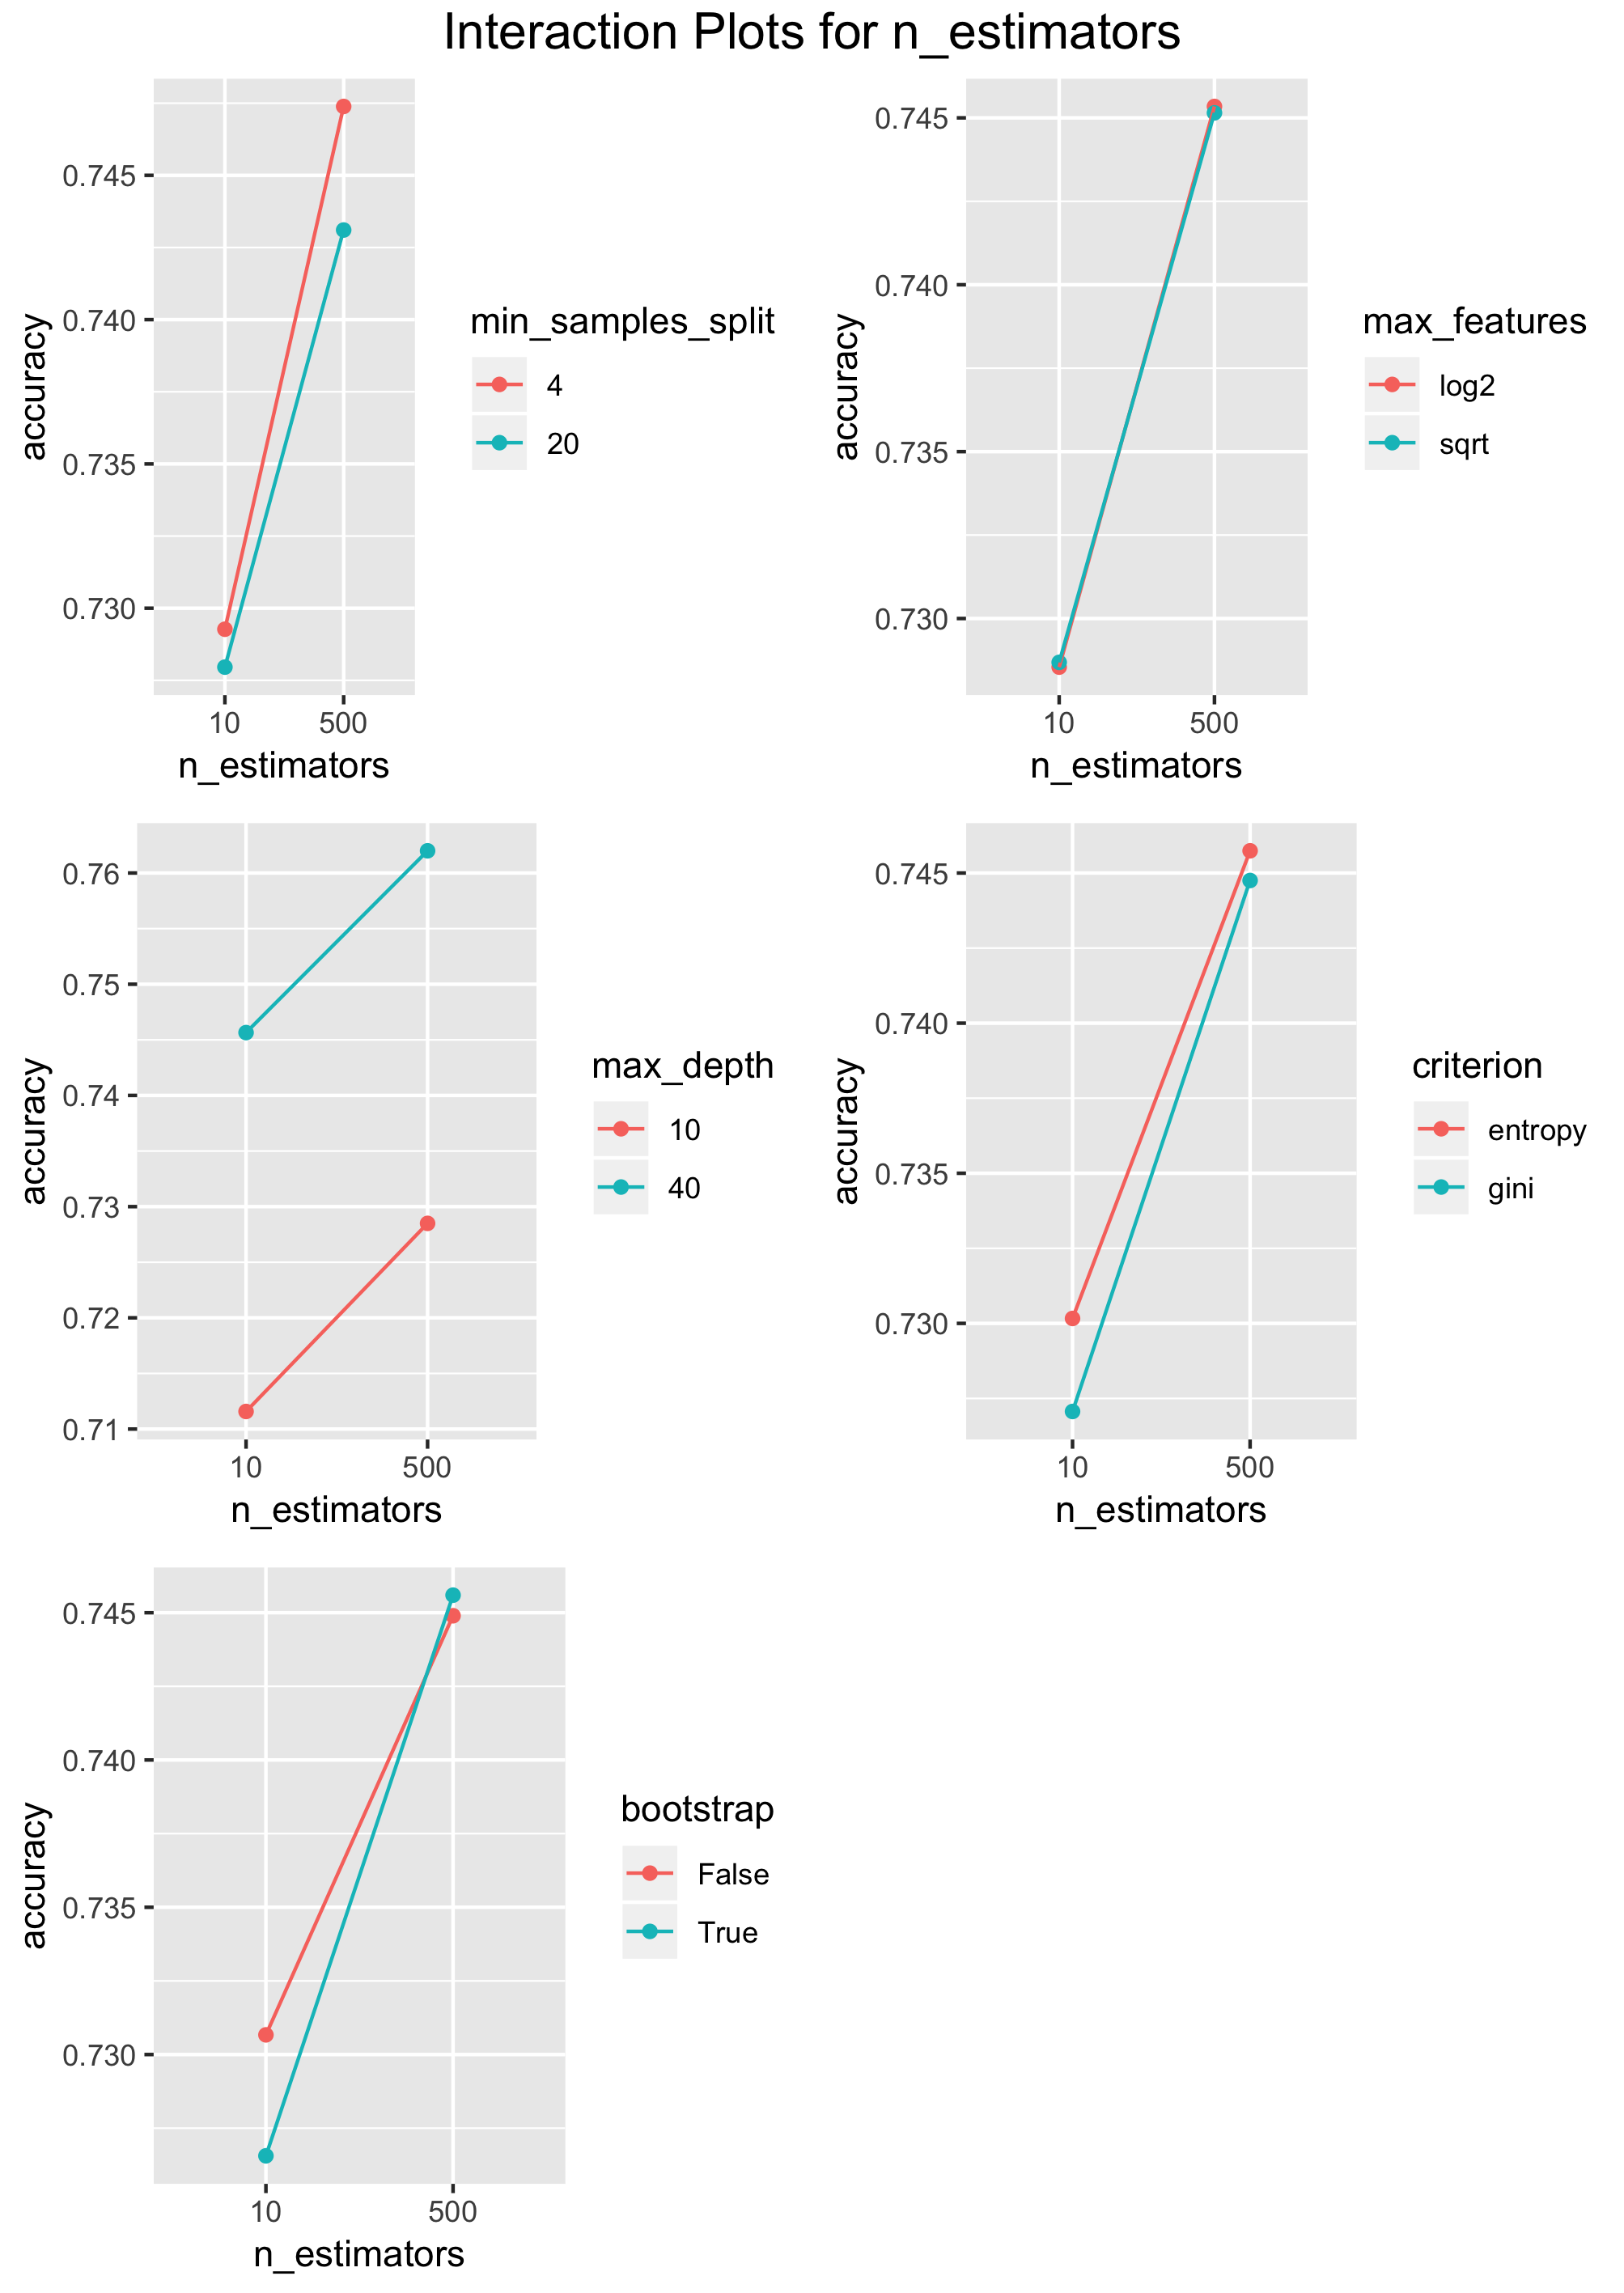 Interaction Plots for n_estimators
accuracy
0.745
0.740
0.735
0.730
10 500
n_estimators
min_samples_split
4
20
accuracy
0.745
0.740
0.735
0.730
10 500
n_estimators
max_features
log2
sqrt
accuracy
0.76
0.75
0.74
0.73
0.72
0.71
10 500
n_estimators
max_depth
10
40
accuracy
0.745
0.740
0.735
0.730
10 500
n_estimators
criterion
entropy
gini
accuracy
0.745
0.740
0.735
0.730
10 500
n_estimators
bootstrap
False
True